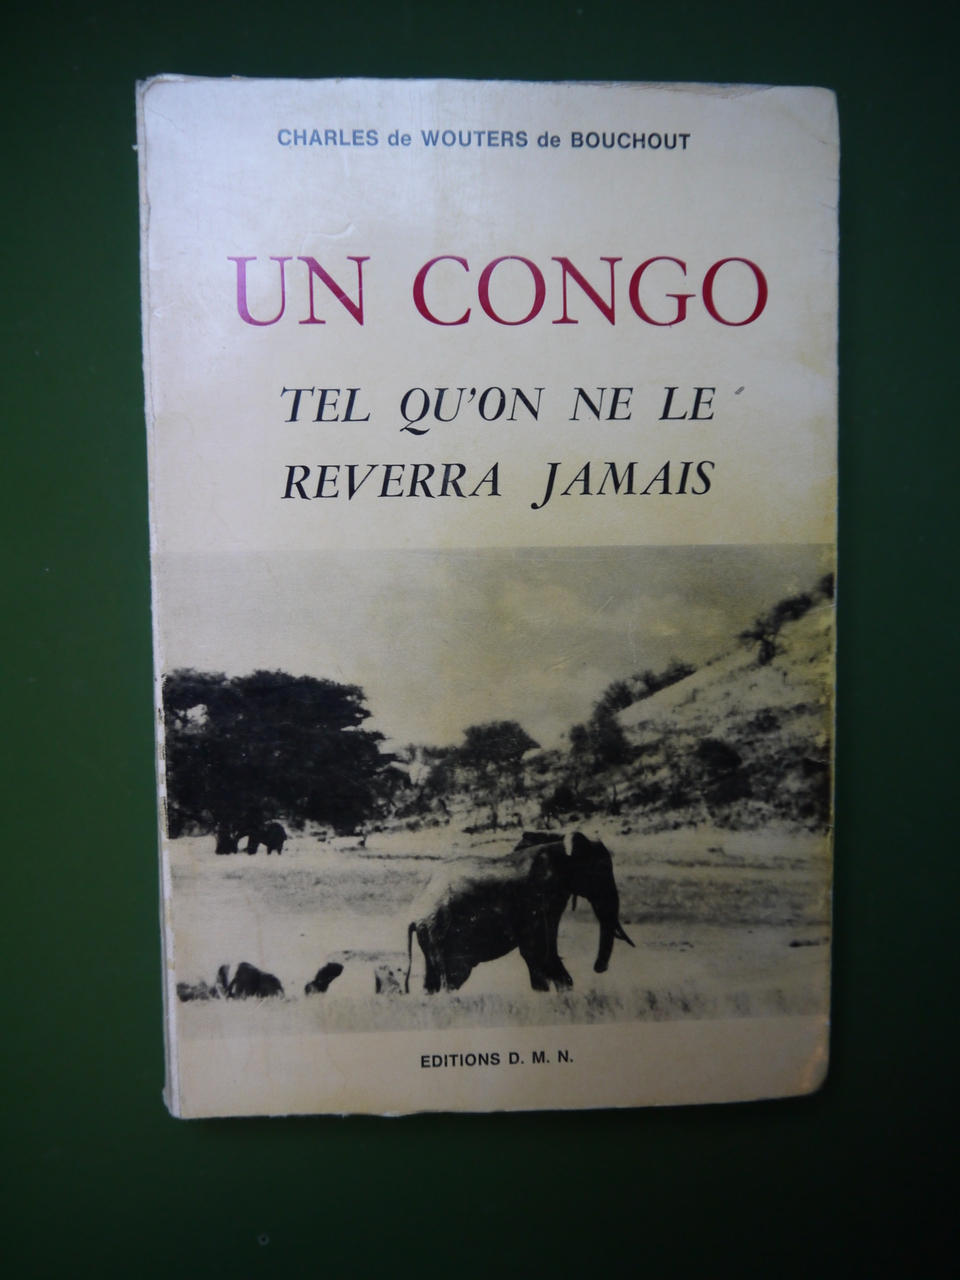 CHARLES de WOUTERS de BOUCHOUT
UN CONGO
TEL QU'ON NE LE
REVERRA JAMAIS
EDITIONS D. M. N.